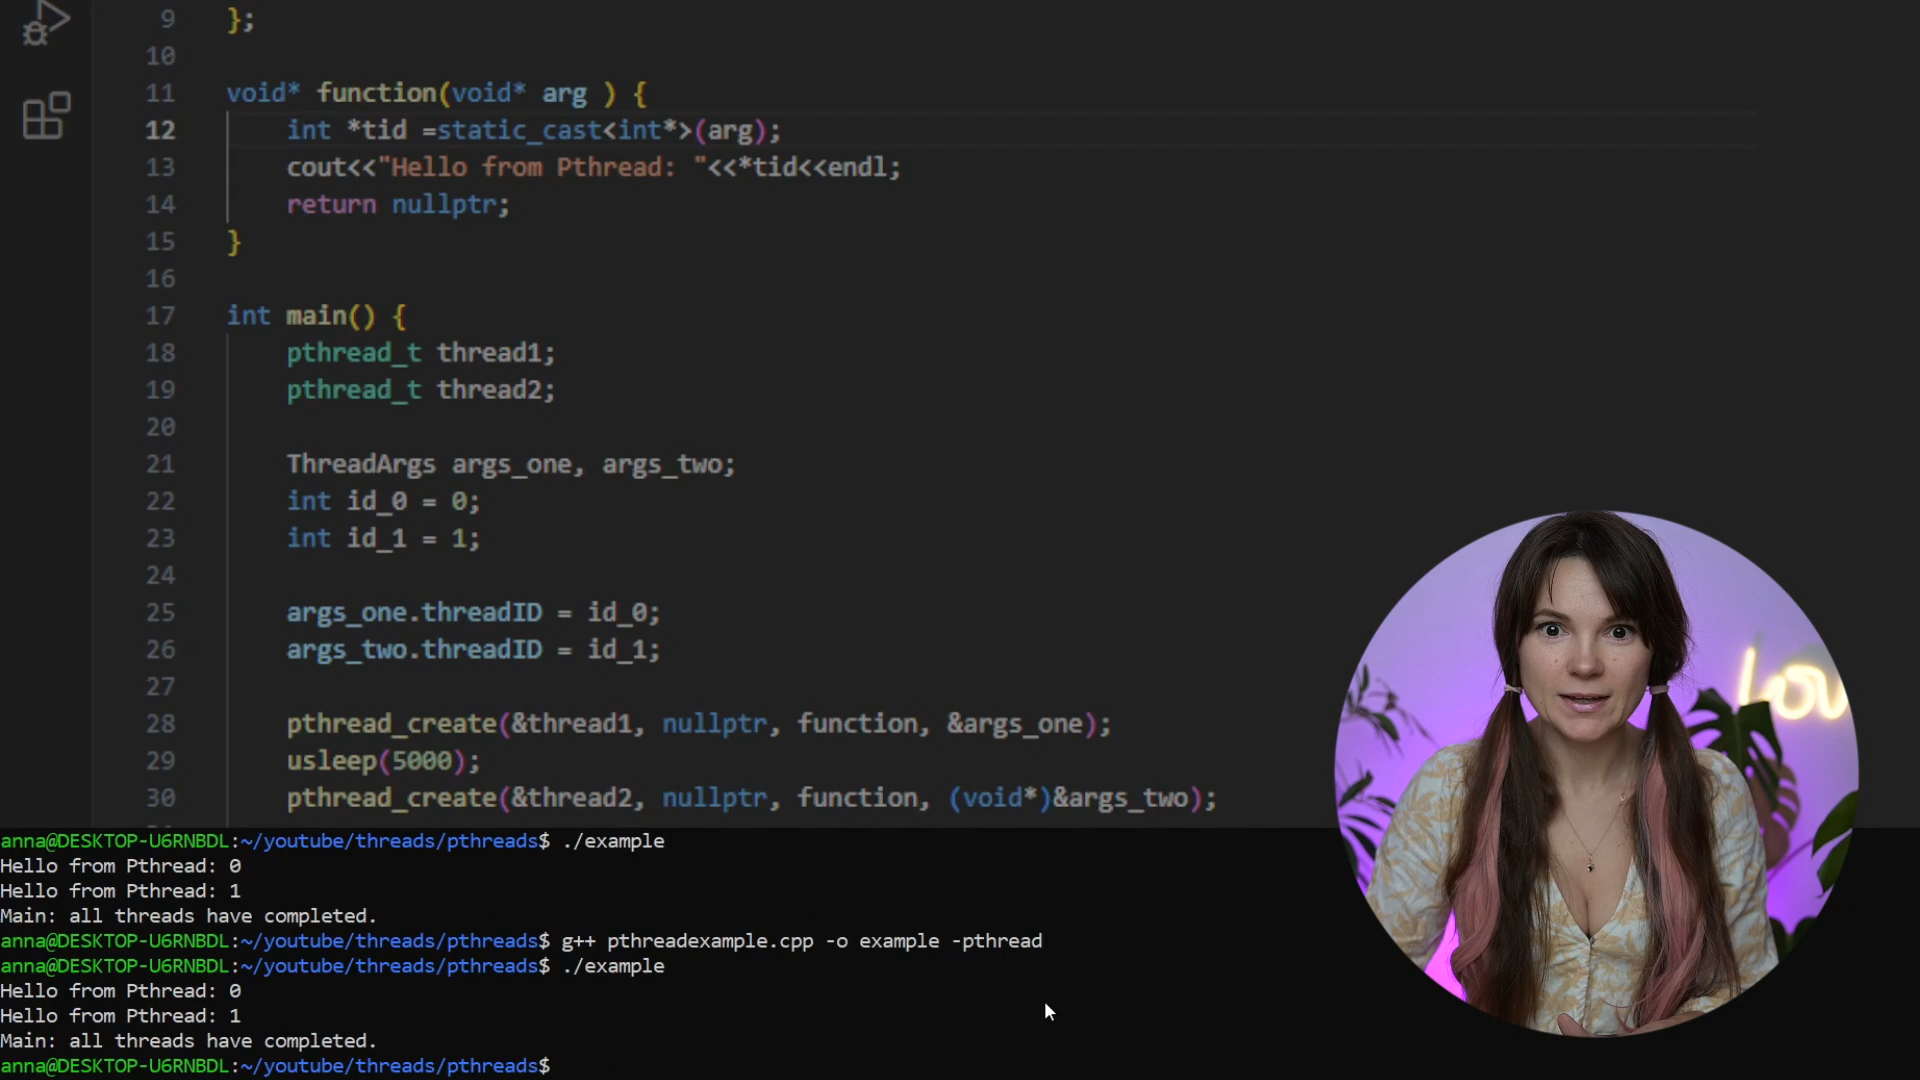 9 };
10
11 void* function(void* arg ) {
12 int *tid =static_cast<int*>(arg);
13 cout<<"Hello from Pthread: "<<*tid<<endl;
14 return nullptr;
15 }
16
17 int main() {
18 pthread_t thread1;
19 pthread_t thread2;
20
21 ThreadArgs args_one, args_two;
22 int id_0 = 0;
23 int id_1 = 1;
24
25 args_one.threadID = id_0;
26 args_two.threadID = id_1;
27
28 pthread_create(&thread1, nullptr, function, &args_one);
29 usleep(5000);
30 pthread_create(&thread2, nullptr, function, (void*)&args_two);
anna@DESKTOP-U6RNBDL:~/youtube/threads/pthreads$ ./example
Hello from Pthread: 0
Hello from Pthread: 1
Main: all threads have completed.
anna@DESKTOP-U6RNBDL:~/youtube/threads/pthreads$ g++ pthreadexample.cpp -o example -pthread
anna@DESKTOP-U6RNBDL:~/youtube/threads/pthreads$ ./example
Hello from Pthread: 0
Hello from Pthread: 1
Main: all threads have completed.
anna@DESKTOP-U6RNBDL:~/youtube/threads/pthreads$
Lov